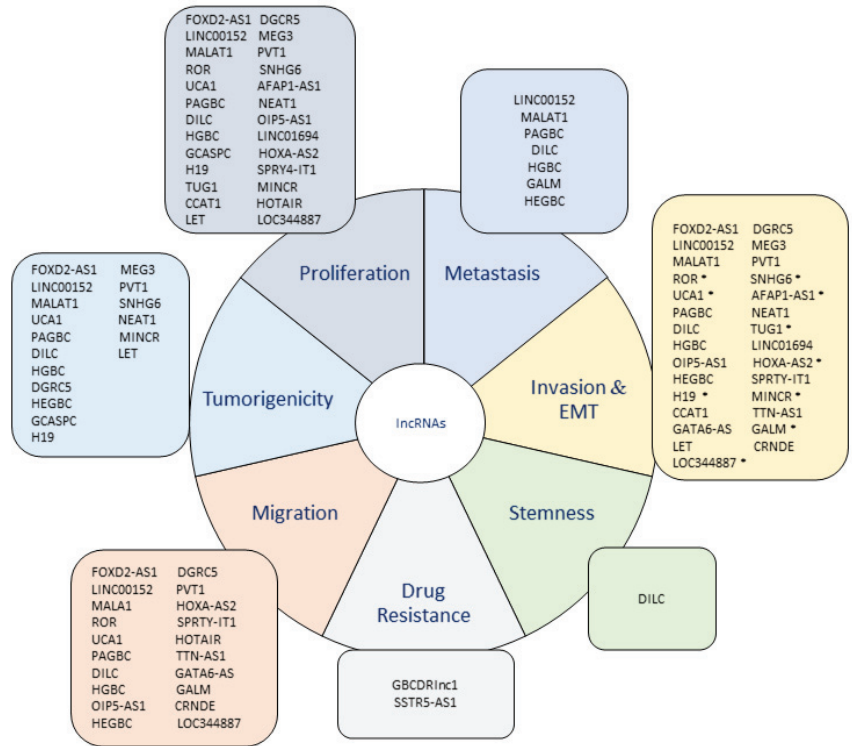 FOXD2-AS1 DGCR5
LINC00152 MEG3
MALAT1 PVT1
ROR SNHG6
UCA1 AFAP1-AS1
PAGBC NEAT1
DILC OIP5-AS1
HGBC LINC01694
GCASPC HOXA-AS2
H19 SPRY4-IT1
TUG1 MINCR
CCAT1 HOTAIR
LET LOC344887
LINC00152
MALAT1
PAGBC
DILC
HGBC
GALM
HEGBC
FOXD2-AS1 DGRC5
LINC00152 MEG3
MALAT1 PVT1
ROR * SNHG6 *
UCA1 * AFAP1-AS1 *
PAGBC NEAT1
DILC TUG1 *
HGBC LINC01694
OIP5-AS1 HOXA-AS2 *
HEGBC SPRTY-IT1
H19 * MINCR *
CCAT1 TTN-AS1
GATA6-AS GALM *
LET CRNDE
LOC344887 *
FOXD2-AS1 MEG3
LINC00152 PVT1
MALAT1 SNHG6
UCA1 NEAT1
PAGBC MINCR
DILC LET
HGBC
DGRC5
HEGBC
GCASPC
H19
Proliferation
Metastasis
Tumorigenicity
Invasion &
EMT
lncRNAs
Migration
Stemness
Drug
Resistance
FOXD2-AS1 DGRC5
LINC00152 PVT1
MALA1 HOXA-AS2
ROR SPRTY-IT1
UCA1 HOTAIR
PAGBC TTN-AS1
DILC GATA6-AS
HGBC GALM
OIP5-AS1 CRNDE
HEGBC LOC344887
DILC
GBCDRlnc1
SSTR5-AS1